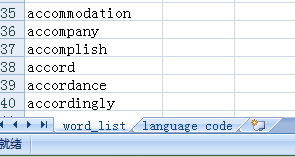 35 accommodation
36 accompany
37 accomplish
38 accord
39 accordance
40 accordingly
word_list language code
就绪